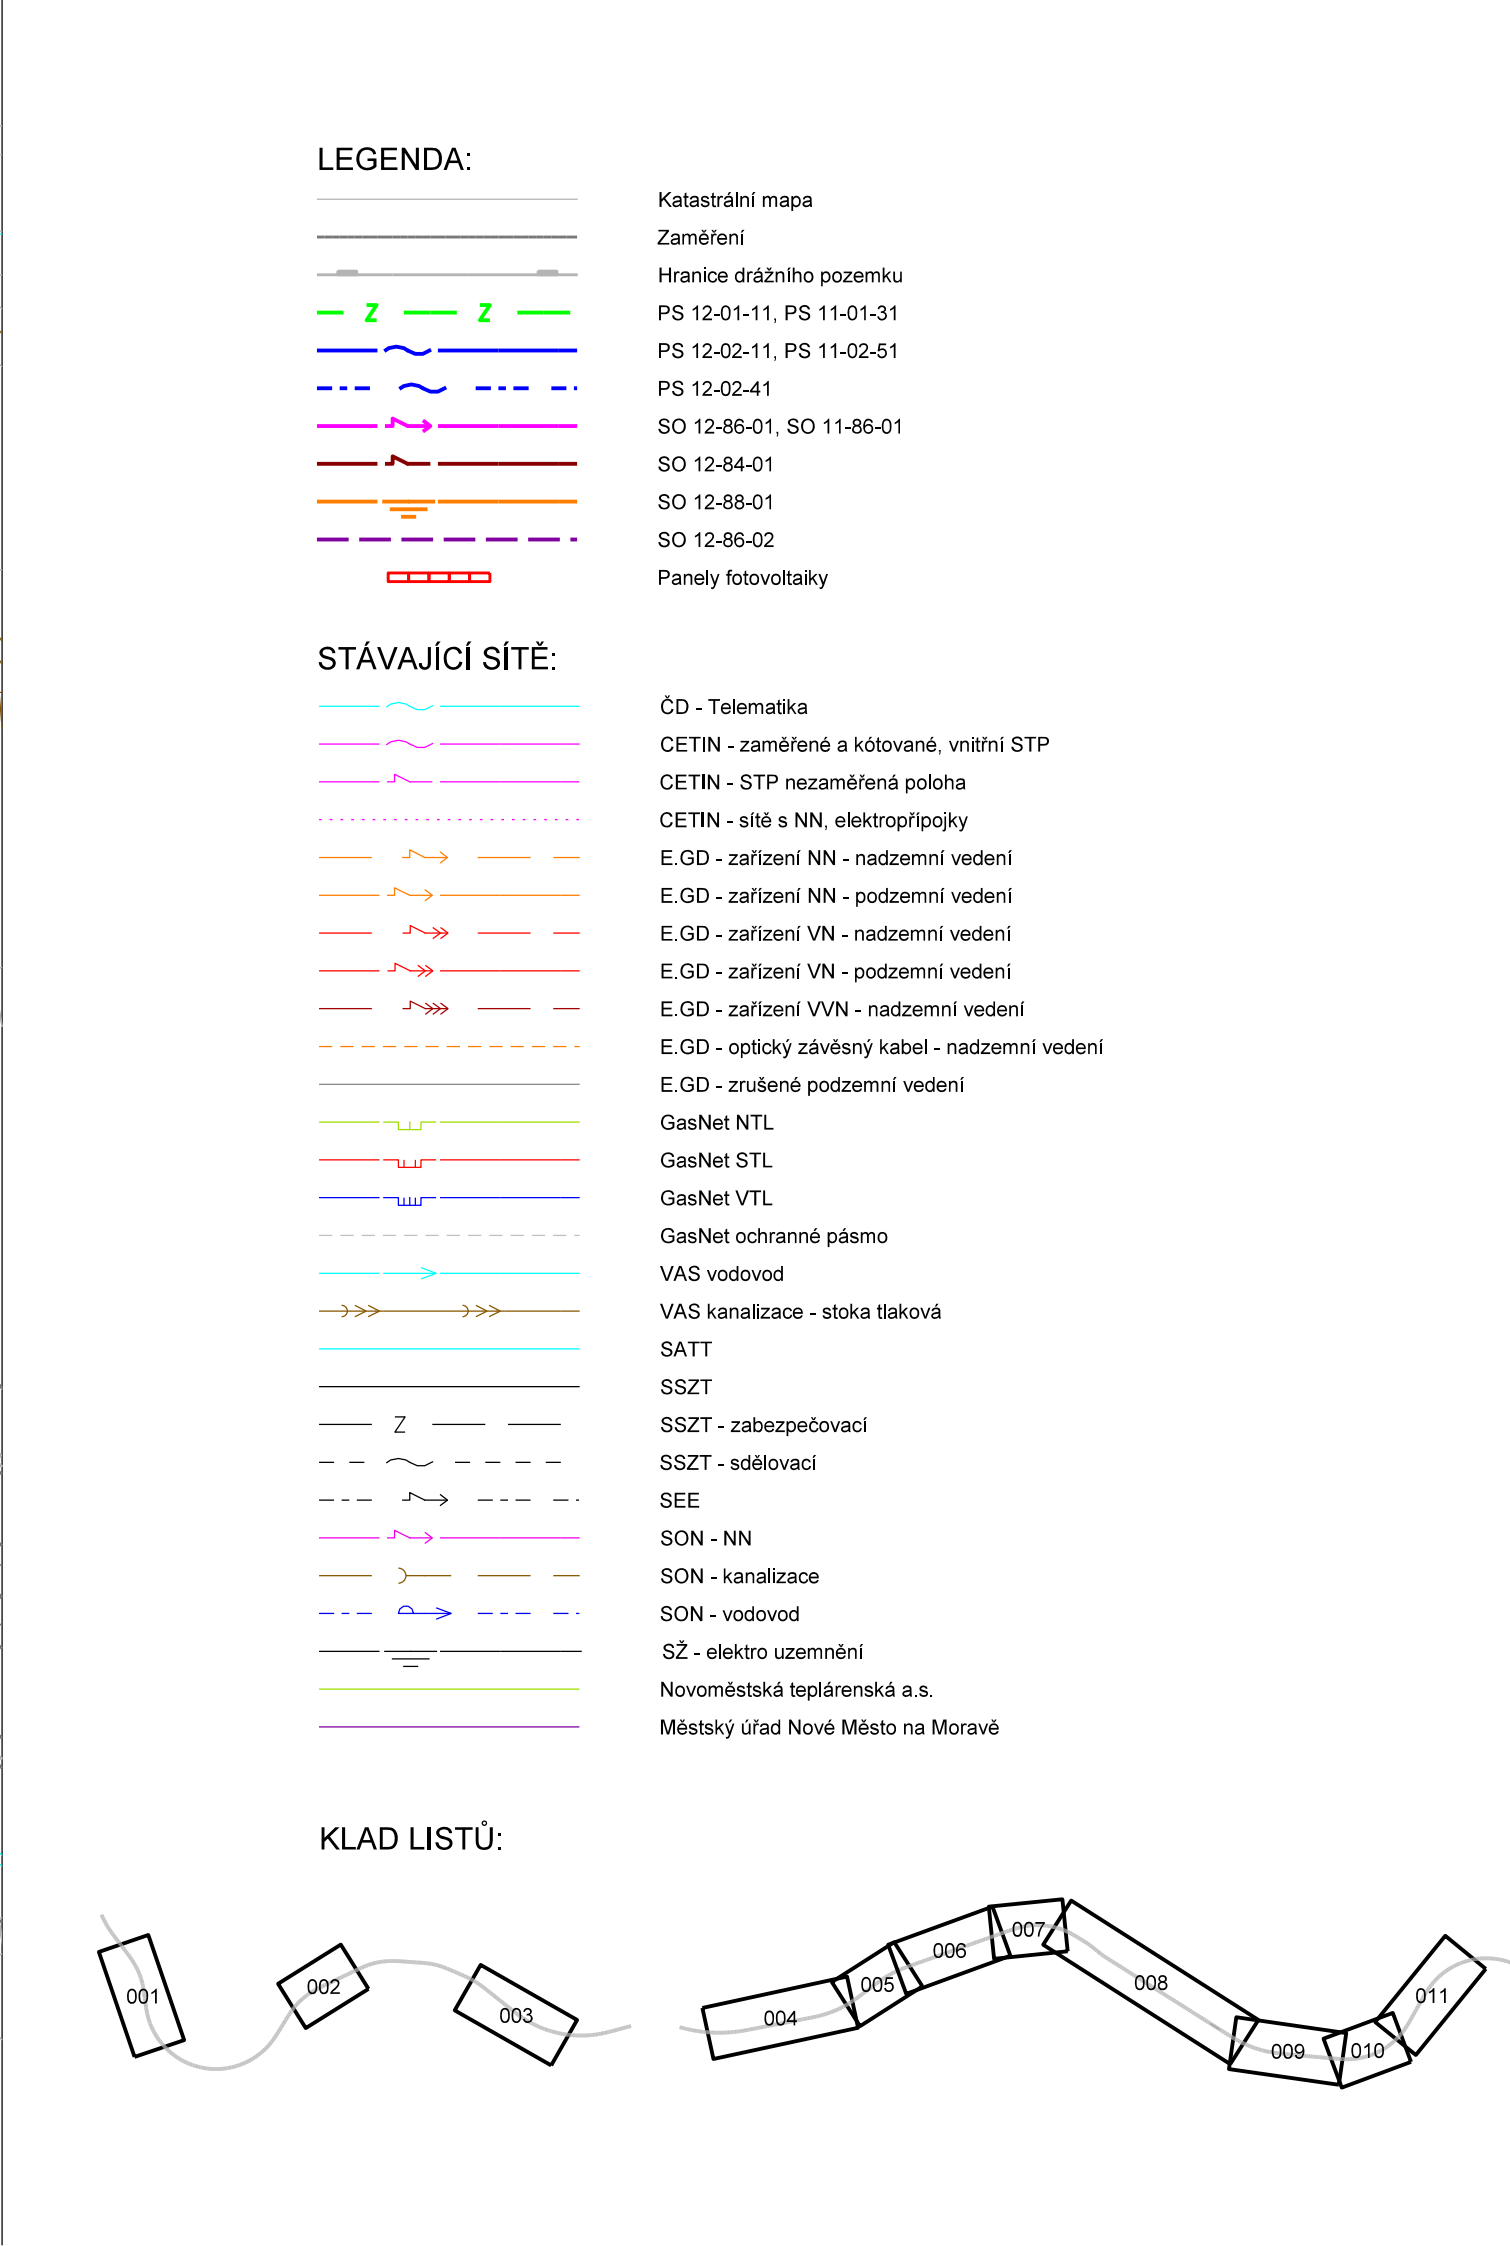 LEGENDA:
Katastrální mapa
Zaměření
Hranice drážního pozemku
Z Z PS 12-01-11, PS 11-01-31
PS 12-02-11, PS 11-02-51
PS 12-02-41
SO 12-86-01, SO 11-86-01
SO 12-84-01
SO 12-88-01
SO 12-86-02
Panely fotovoltaiky
STÁVAJÍCÍ SÍTĚ:
ČD - Telematika
CETIN - zaměřené a kótované, vnitřní STP
CETIN - STP nezaměřená poloha
CETIN - sítě s NN, elektropřípojky
E.GD - zařízení NN - nadzemní vedení
E.GD - zařízení NN - podzemní vedení
E.GD - zařízení VN - nadzemní vedení
E.GD - zařízení VN - podzemní vedení
E.GD - zařízení VVN - nadzemní vedení
E.GD - optický závěsný kabel - nadzemní vedení
E.GD - zrušené podzemní vedení
GasNet NTL
GasNet STL
GasNet VTL
GasNet ochranné pásmo
VAS vodovod
VAS kanalizace - stoka tlaková
SATT
SSZT
Z SSZT - zabezpečovací
SSZT - sdělovací
SEE
SON - NN
SON - kanalizace
SON - vodovod
SŽ - elektro uzemnění
Novoměstská teplárenská a.s.
Městský úřad Nové Město na Moravě
KLAD LISTŮ:
001
002
003
004
005
006
007
008
009
010
011